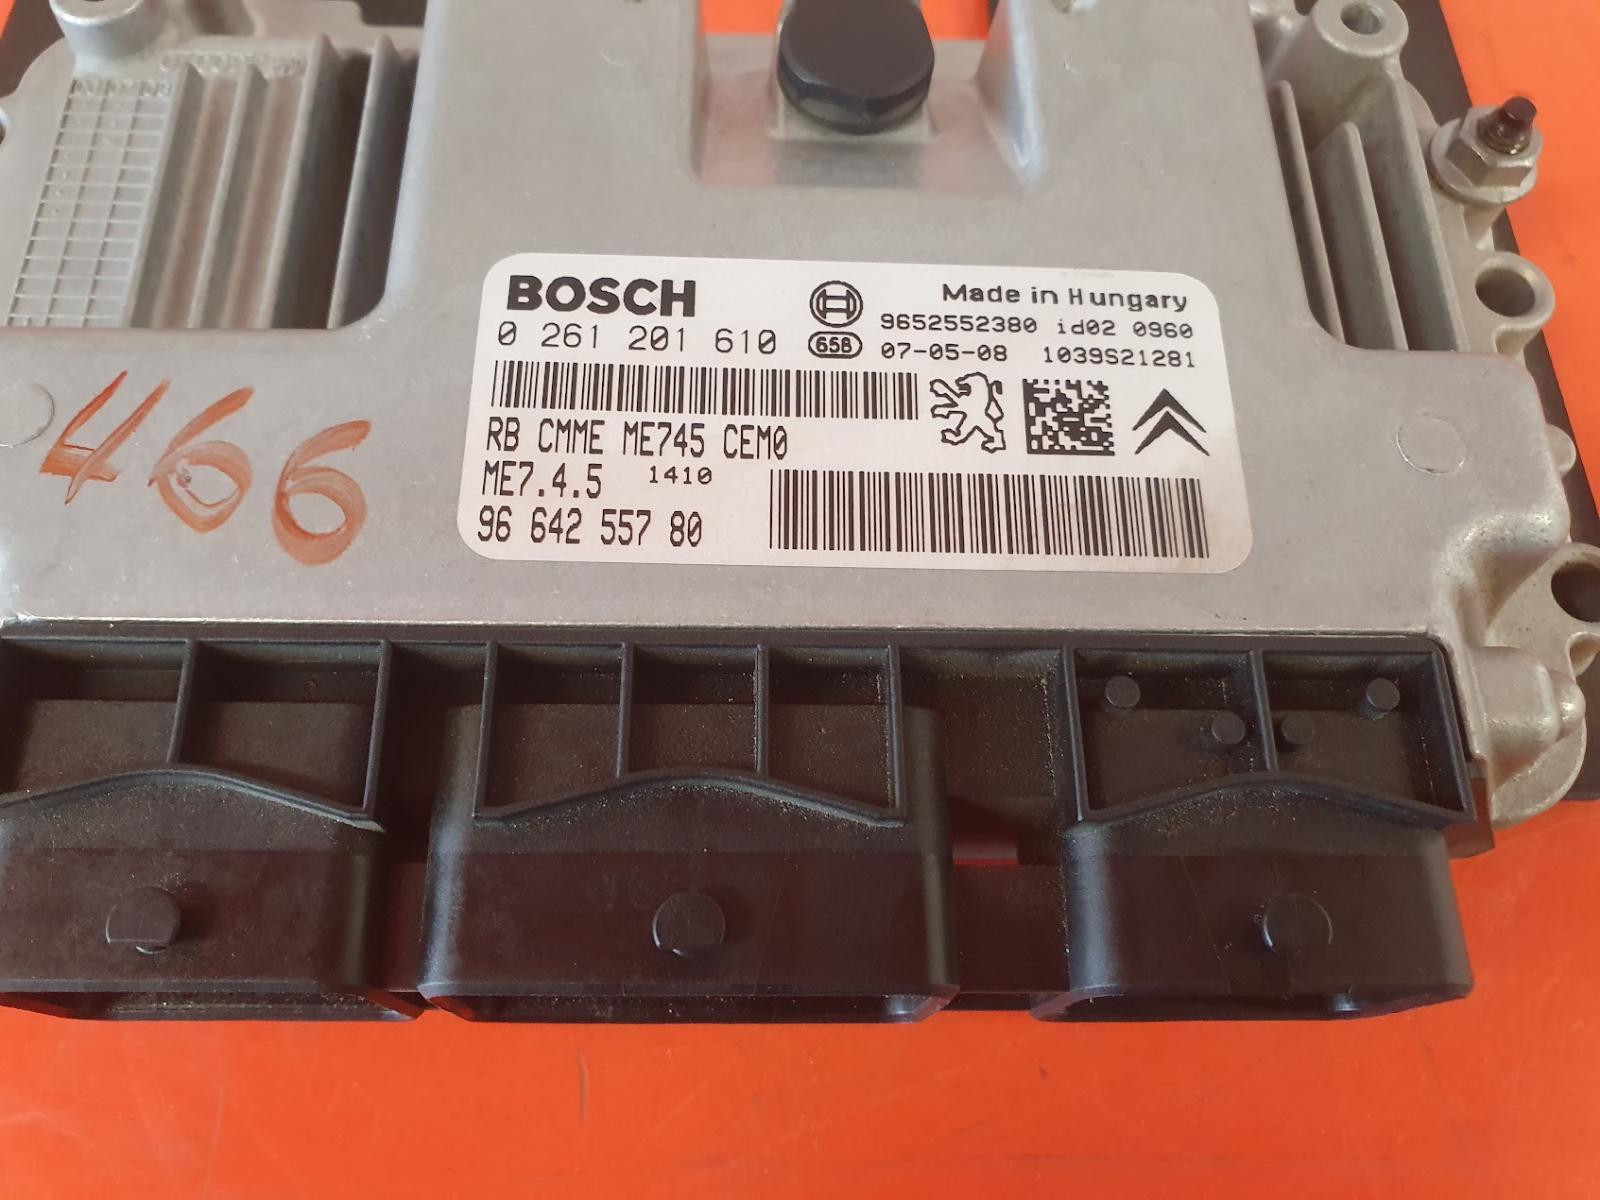 BOSCH
Made in Hungary
0 261 201 610
9652552380 id02 0960
658
07-05-08 1039S21281
RB CMME ME745 CEM0
ME7.4.5 1410
96 642 557 80
466